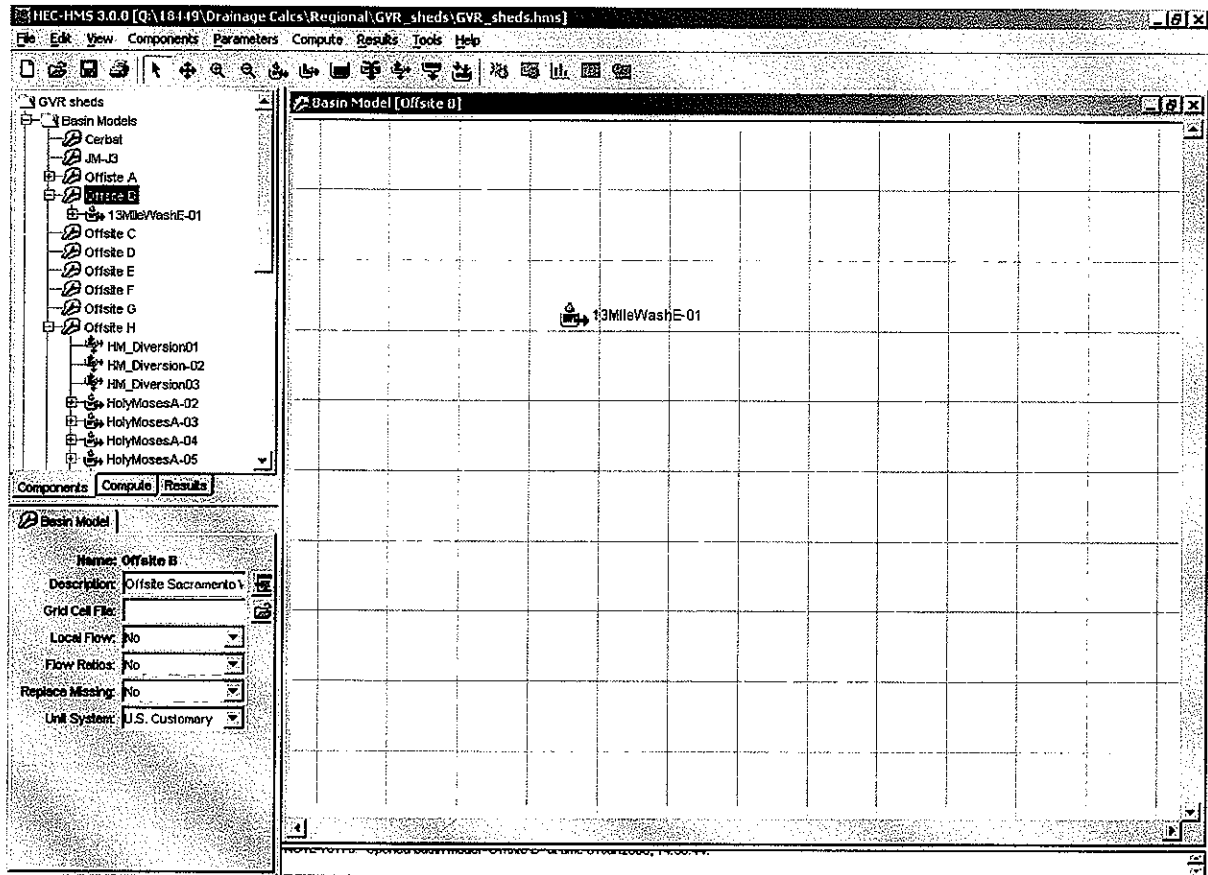 HEC-HMS 3.0.0 [Q:\18449\Drainage Calcs\Regional\GVR_sheds\GVR_sheds.hms]
File Edit View Components Parameters Compute Results Tools Help
GVR sheds
Basin Models
Cerbat
JM-J3
Offiste A
Offsite B
13MileWashE-01
Offsite C
Offsite D
Offsite E
Offsite F
Offsite G
Offsite H
HM_Diversion01
HM_Diversion-02
HM_Diversion03
HolyMosesA-02
HolyMosesA-03
HolyMosesA-04
HolyMosesA-05
Components Compute Results
Basin Model
Name: Offsite B
Description: Offsite Sacramento V
Grid Cell File:
Local Flow: No
Flow Ratios: No
Replace Missing: No
Unit System: U.S. Customary
Basin Model [Offsite B]
13MileWashE-01